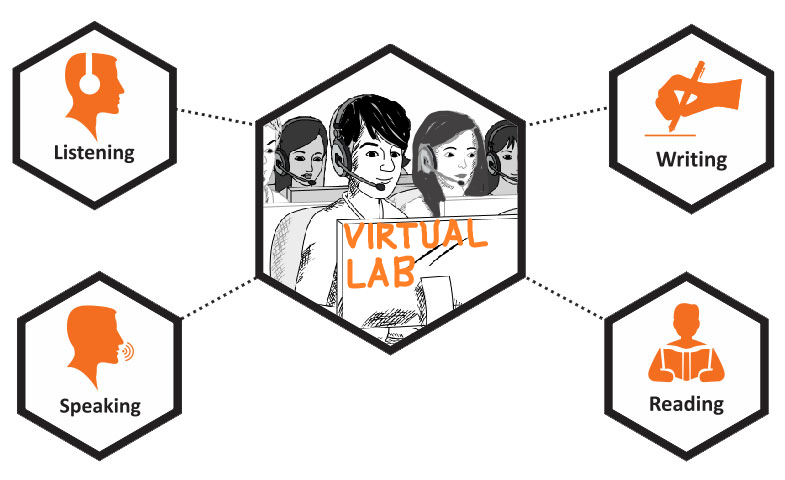 Listening
Writing
VIRTUAL
LAB
Speaking
Reading